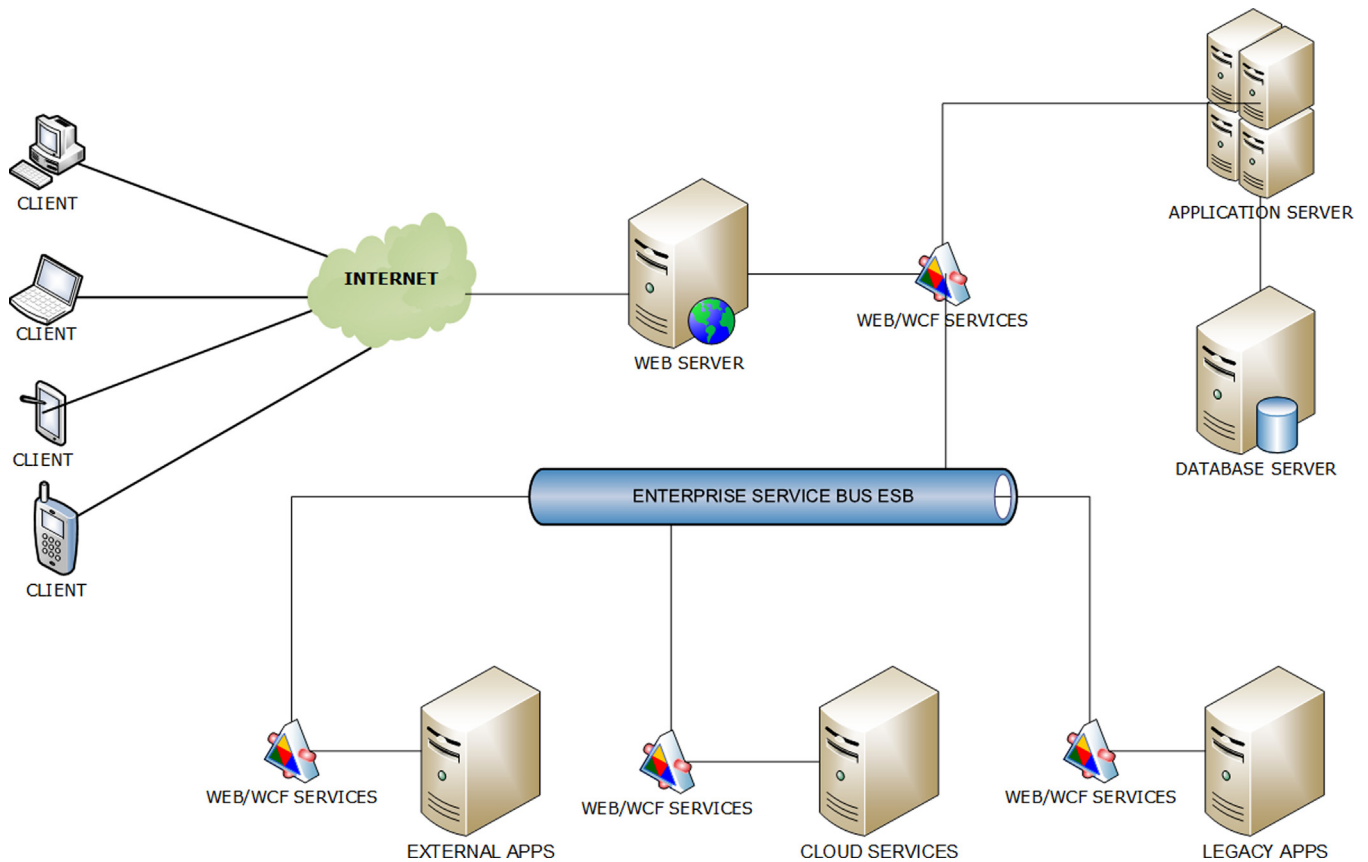 CLIENT
APPLICATION SERVER
INTERNET
CLIENT
WEB/WCF SERVICES
WEB SERVER
CLIENT
DATABASE SERVER
ENTERPRISE SERVICE BUS ESB
CLIENT
WEB/WCF SERVICES
WEB/WCF SERVICES
WEB/WCF SERVICES
EXTERNAL APPS
CLOUD SERVICES
LEGACY APPS